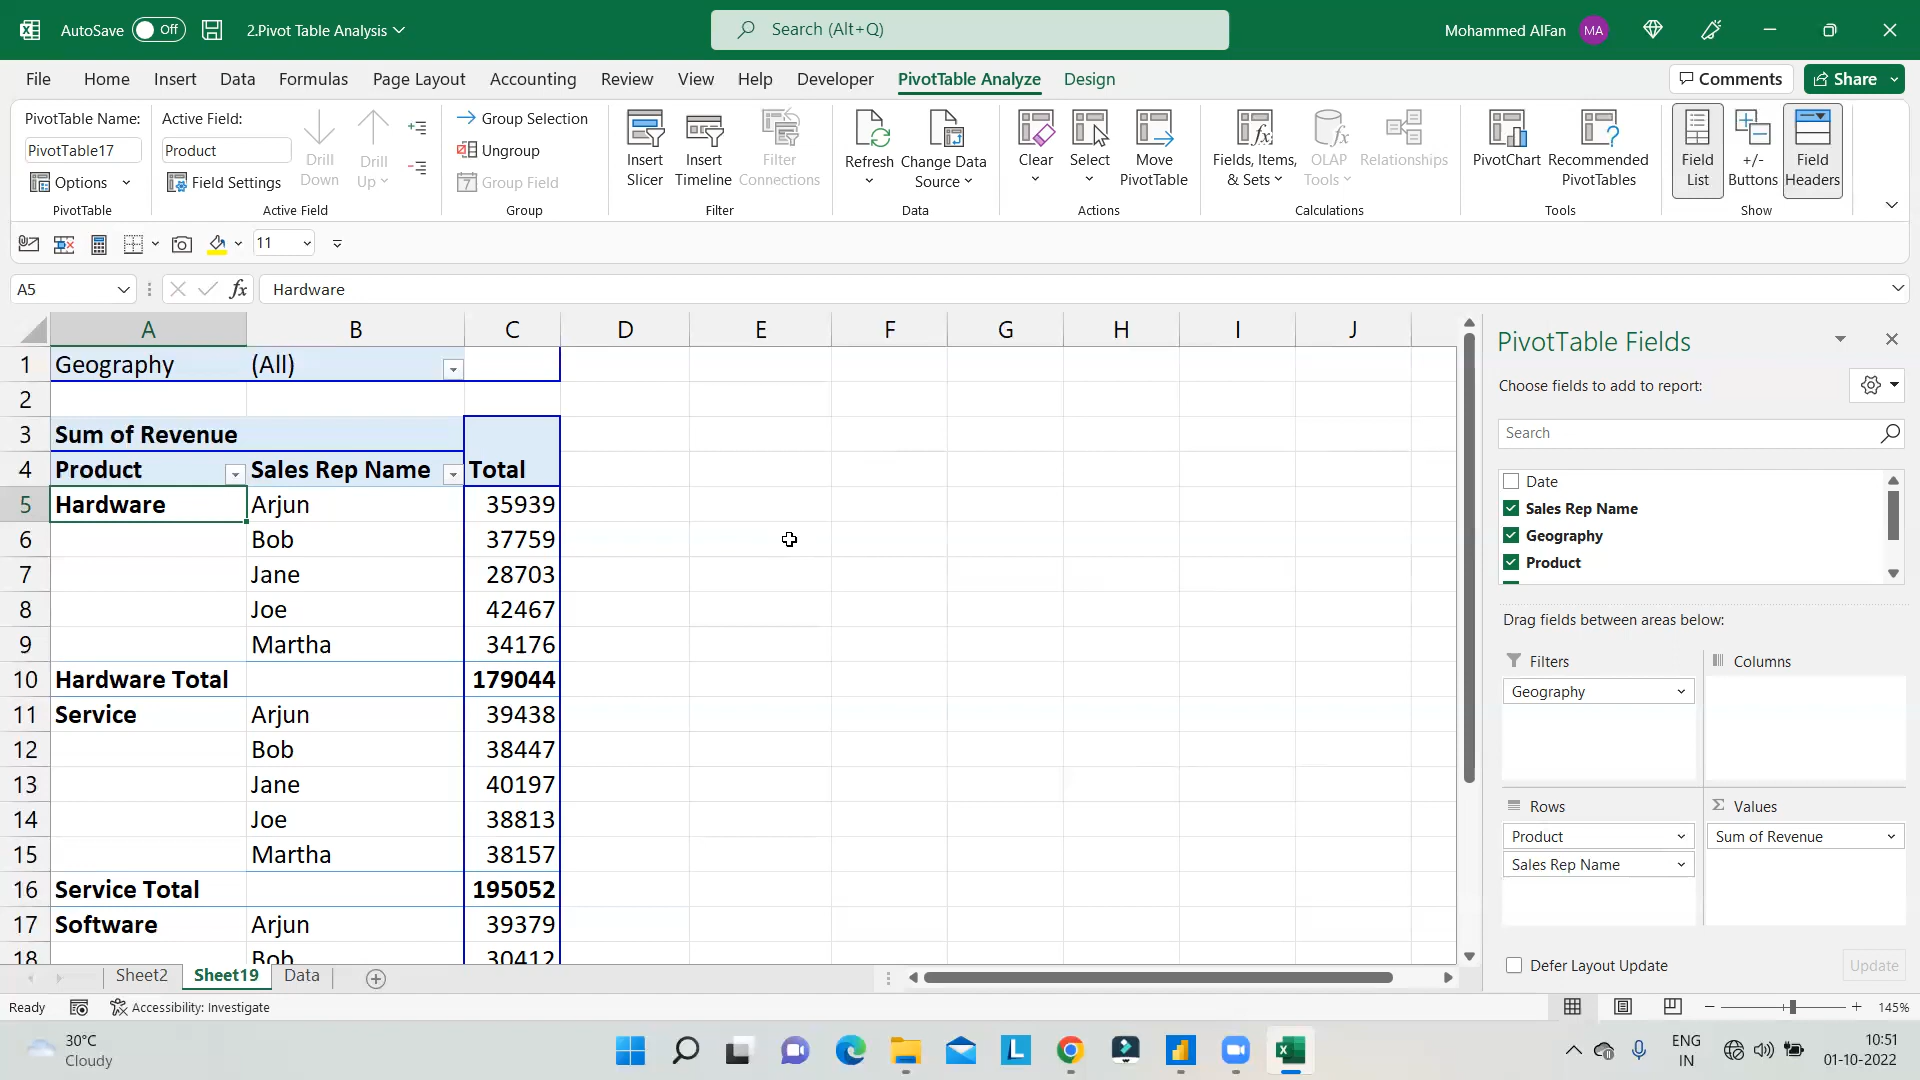 AutoSave Off 2.Pivot Table Analysis Search (Alt+Q) Mohammed AlFan MA
File Home Insert Data Formulas Page Layout Accounting Review View Help Developer PivotTable Analyze Design Comments Share
PivotTable Name:
PivotTable17
Options
PivotTable
Active Field:
Product
Field Settings
Drill Down
Drill Up
Active Field
Group Selection
Ungroup
7 Group Field
Group
Insert Slicer
Insert Timeline
Filter Connections
Filter
Refresh
Change Data Source
Data
Clear
Select
Move PivotTable
Actions
Fields, Items, & Sets
OLAP Tools
Relationships
Calculations
PivotChart
Recommended PivotTables
Tools
Field List
+/- Buttons
Field Headers
Show
11
A5 fx Hardware
A B C D E F G H I J
1 Geography (All)
2
3 Sum of Revenue
4 Product Sales Rep Name Total
5 Hardware Arjun 35939
6 Bob 37759
7 Jane 28703
8 Joe 42467
9 Martha 34176
10 Hardware Total 179044
11 Service Arjun 39438
12 Bob 38447
13 Jane 40197
14 Joe 38813
15 Martha 38157
16 Service Total 195052
17 Software Arjun 39379
18 Bob 30412
PivotTable Fields
Choose fields to add to report:
Search
Date
Sales Rep Name
Geography
Product
Drag fields between areas below:
Filters
Geography
Columns
Rows
Product
Sales Rep Name
Σ Values
Sum of Revenue
Defer Layout Update Update
Sheet2 Sheet19 Data
Ready Accessibility: Investigate 145%
30°C
Cloudy
L
ENG
IN
10:51
01-10-2022